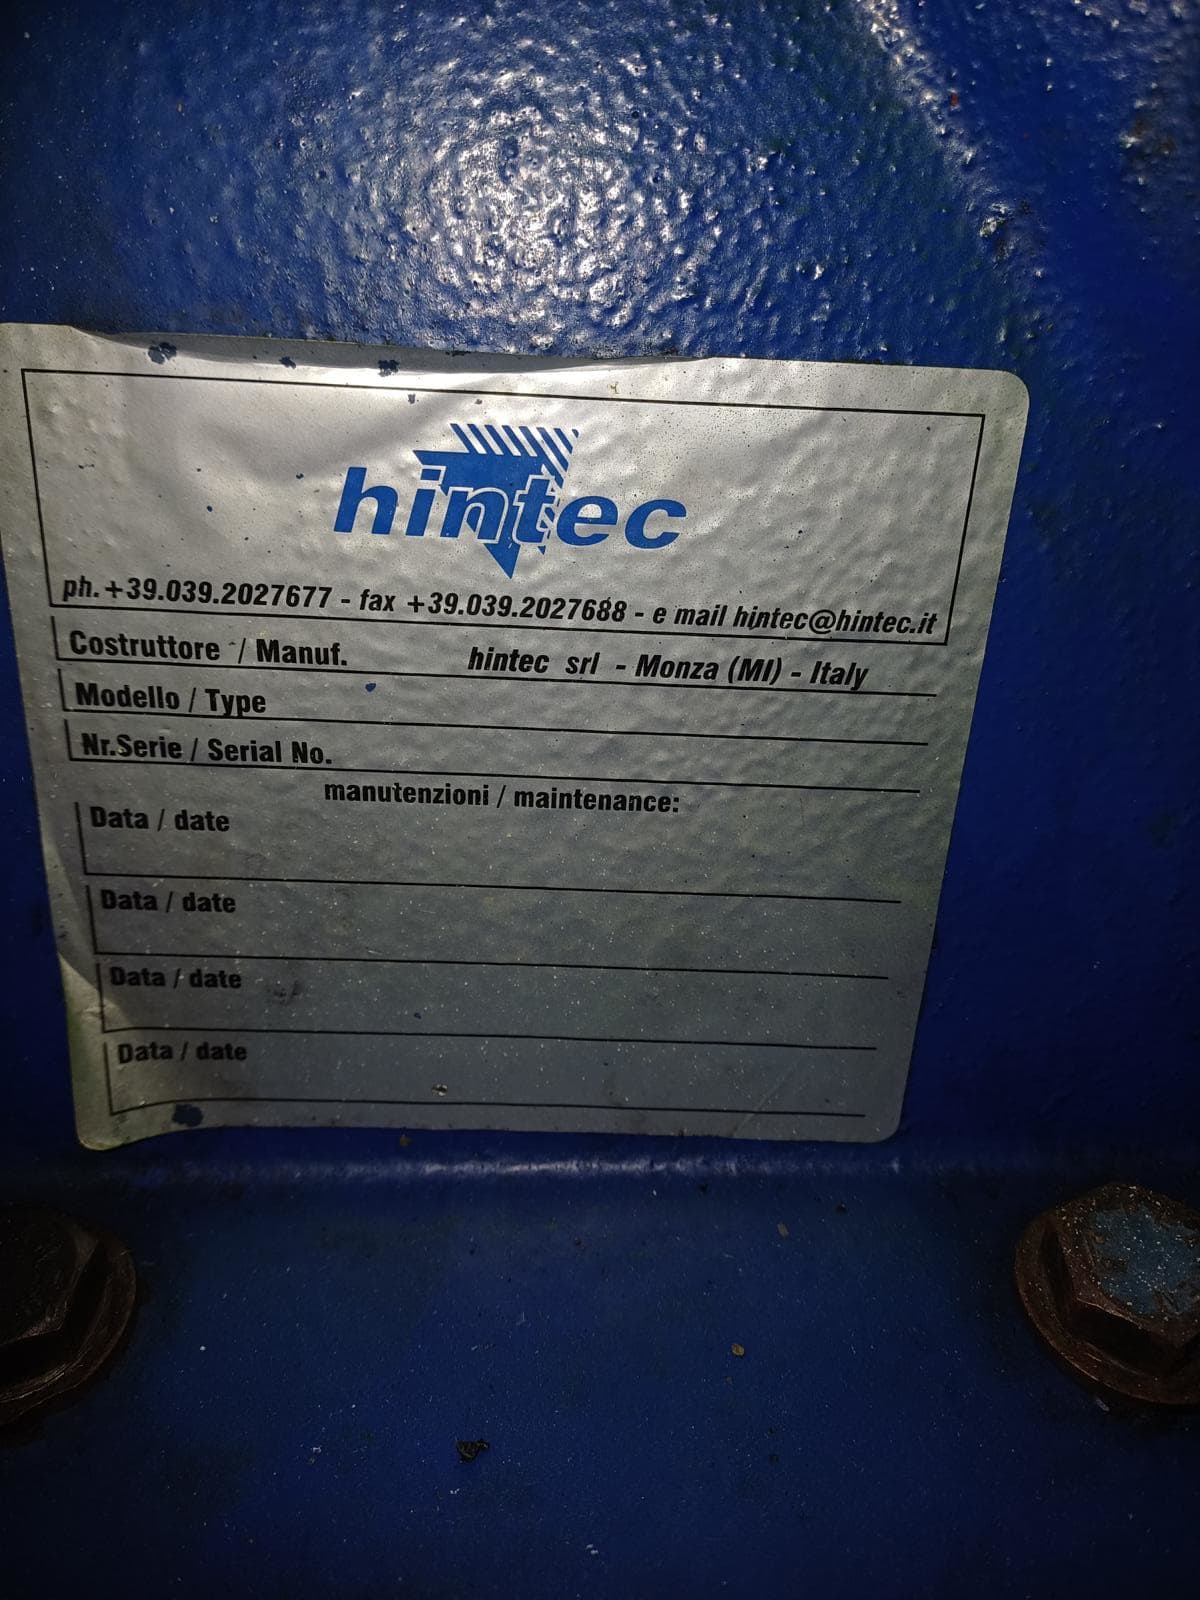 hintec
ph.+39.039.2027677 - fax +39.039.2027688 - e mail hintec@hintec.it
Costruttore / Manuf. hintec srl - Monza (MI) - Italy
Modello / Type
Nr.Serie / Serial No.
manutenzioni / maintenance:
Data / date
Data / date
Data / date
Data / date